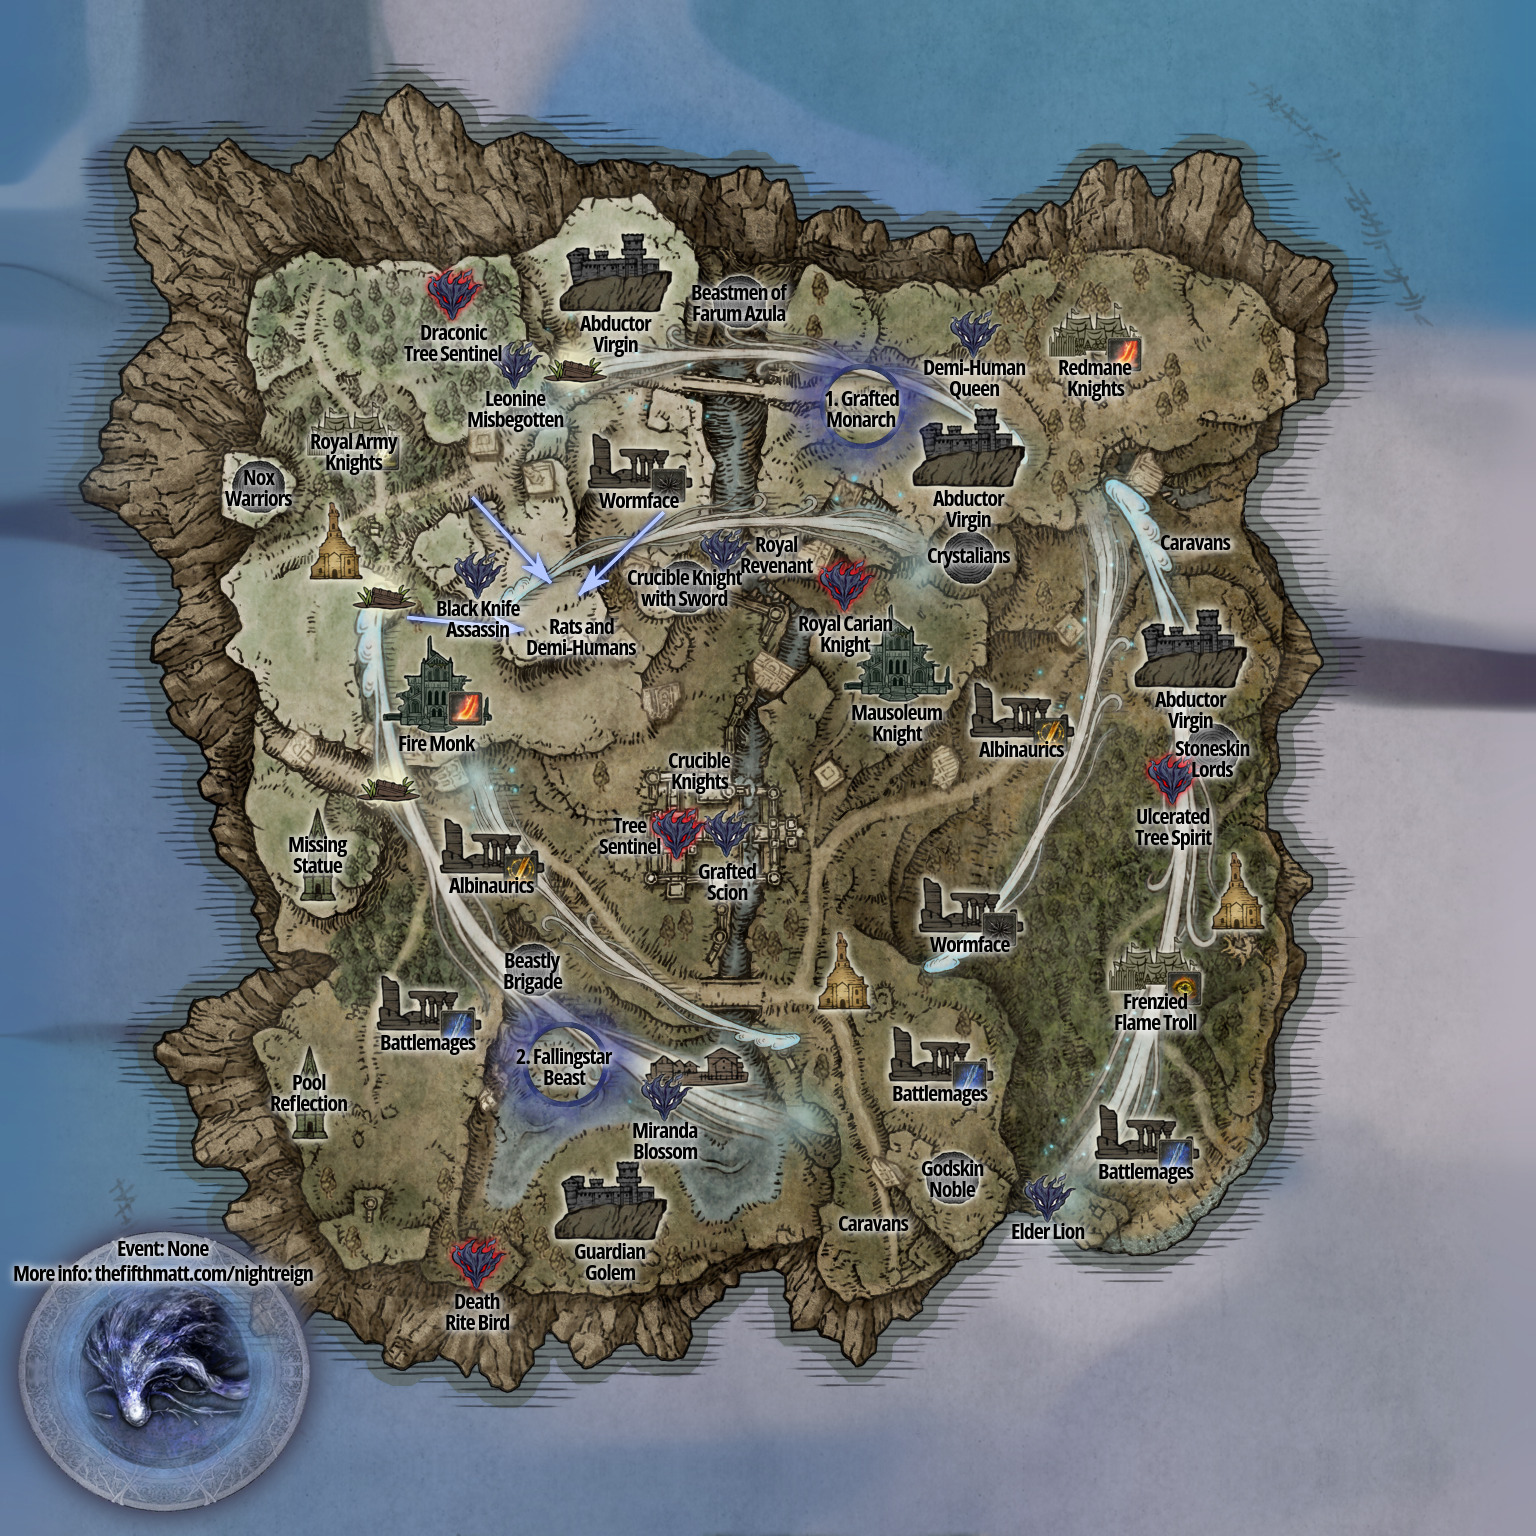 Draconic
Tree Sentinel
Abductor
Virgin
Beastmen of
Farum Azula
Leonine
Misbegotten
1. Grafted
Monarch
Demi-Human
Queen
Redmane
Knights
Royal Army
Knights
Nox
Warriors
Wormface
Abductor
Virgin
Caravans
Crystalians
Royal
Revenant
Crucible Knight
with Sword
Black Knife
Assassin
Rats and
Demi-Humans
Royal Carian
Knight
Fire Monk
Mausoleum
Knight
Albinaurics
Abductor
Virgin
Stoneskin
Lords
Crucible
Knights
Tree
Sentinel
Grafted
Scion
Ulcerated
Tree Spirit
Missing
Statue
Albinaurics
Wormface
Beastly
Brigade
Battlemages
Frenzied
Flame Troll
2. Fallingstar
Beast
Pool
Reflection
Battlemages
Miranda
Blossom
Battlemages
Godskin
Noble
Caravans
Elder Lion
Guardian
Golem
Death
Rite Bird
Event: None
More info: thefifthmatt.com/nightreign